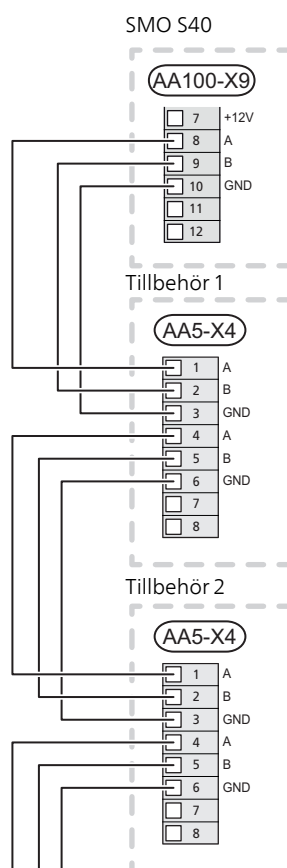 SMO S40
AA100-X9
7 +12V
8 A
9 B
10 GND
11
12
Tillbehör 1
AA5-X4
1 A
2 B
3 GND
4 A
5 B
6 GND
7
8
Tillbehör 2
AA5-X4
1 A
2 B
3 GND
4 A
5 B
6 GND
7
8